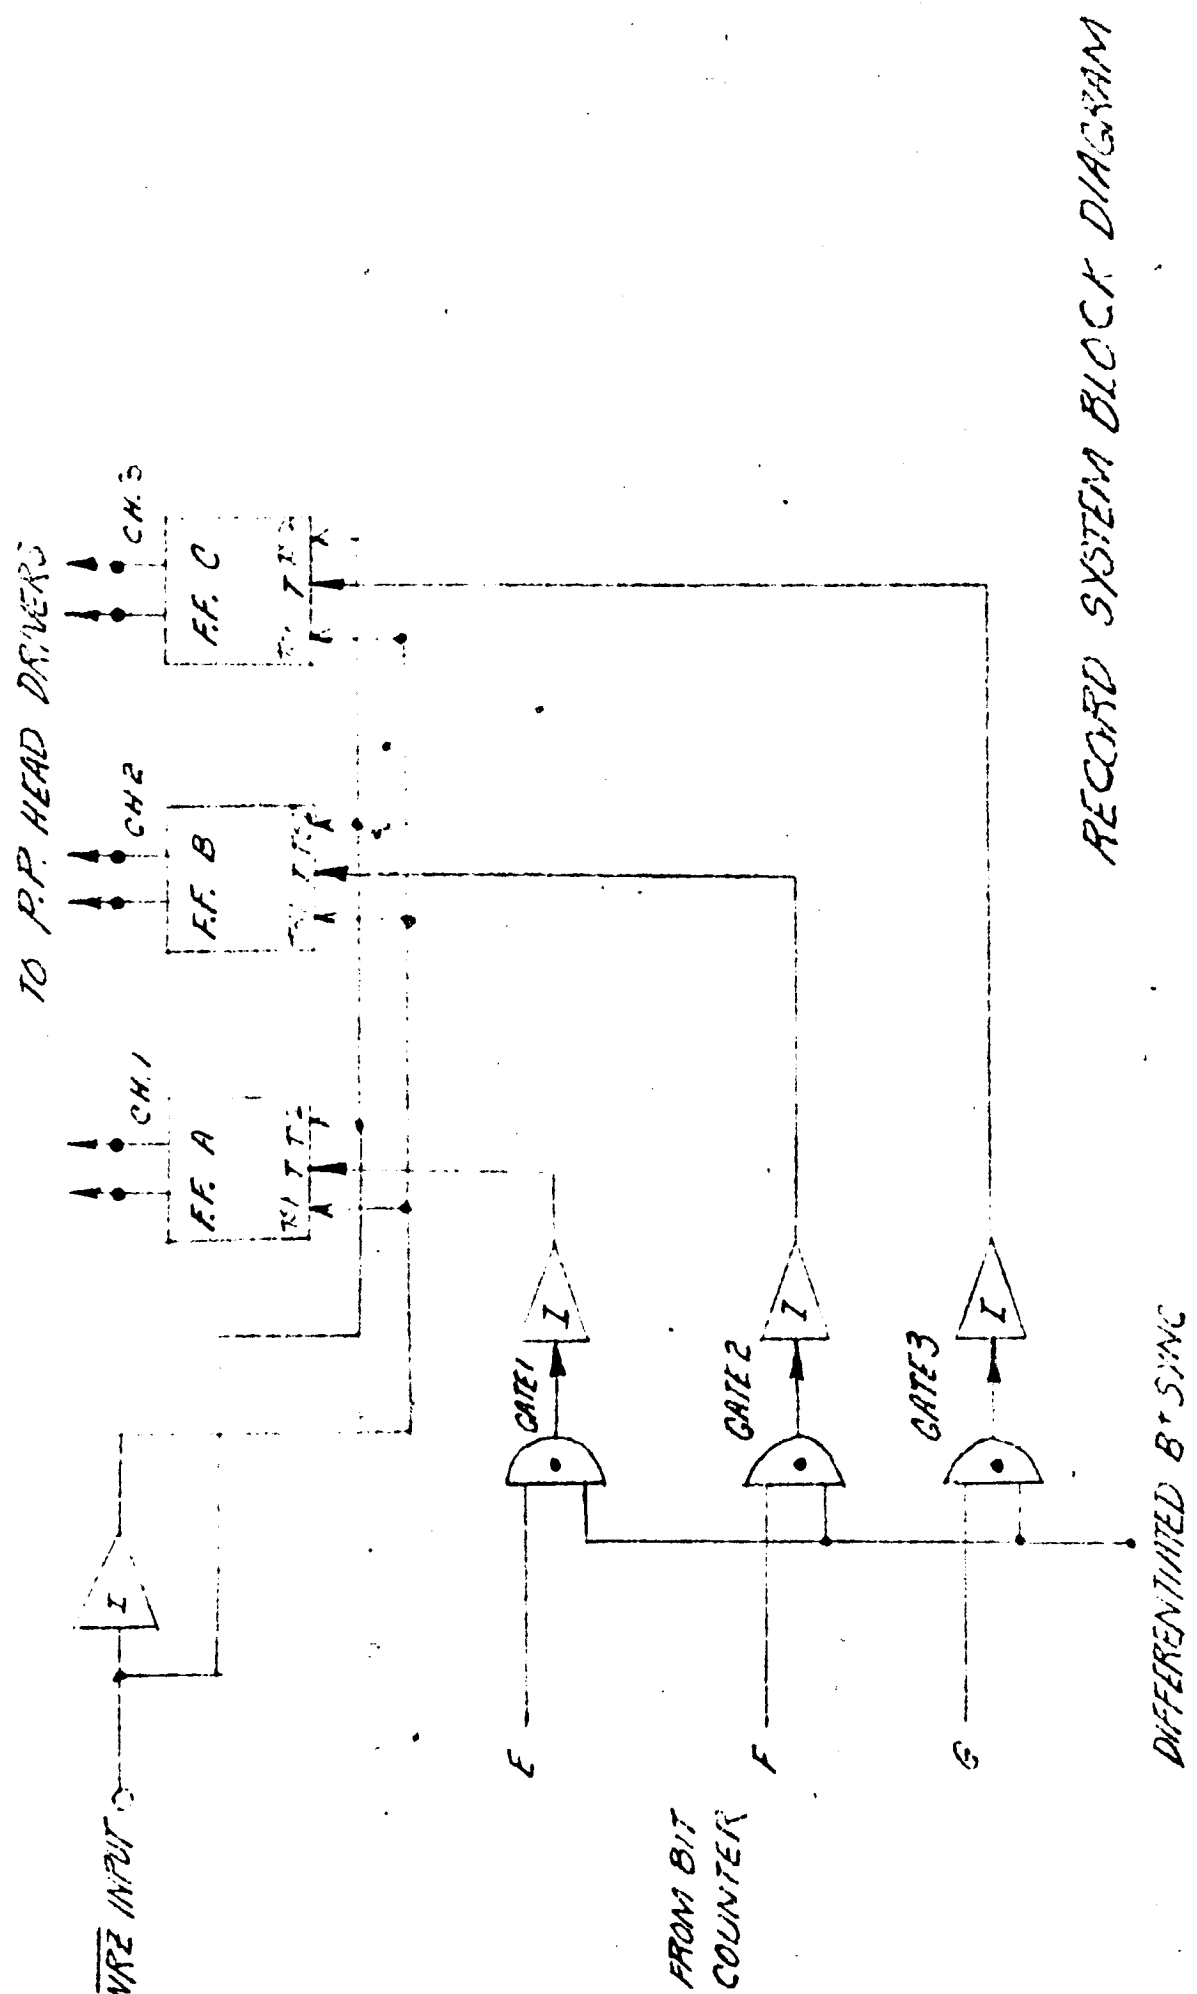 TO P.P. HEAD DRIVERS
CH.1
CH 2
CH. 3
F.F. A
F.F. B
F.F. C
T
T
T
T
T
NRZ INPUT
I
GATE 1
I
GATE 2
I
GATE 3
I
E
F
G
FROM BIT
COUNTER
DIFFERENTIATED B+ SYNC
RECORD SYSTEM BLOCK DIAGRAM